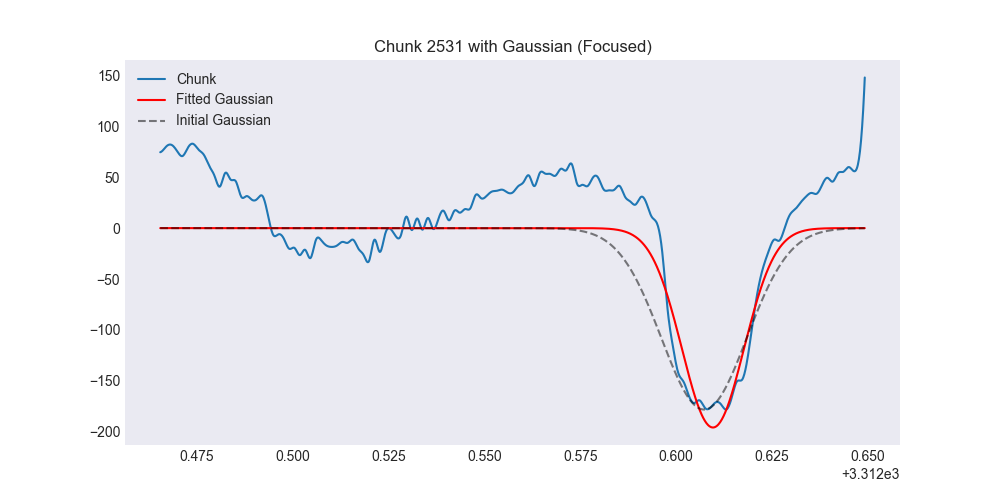 Chunk 2531 with Gaussian (Focused)
Chunk
Fitted Gaussian
Initial Gaussian
150
100
50
0
−50
−100
−150
−200
0.475 0.500 0.525 0.550 0.575 0.600 0.625 0.650
+3.312e3